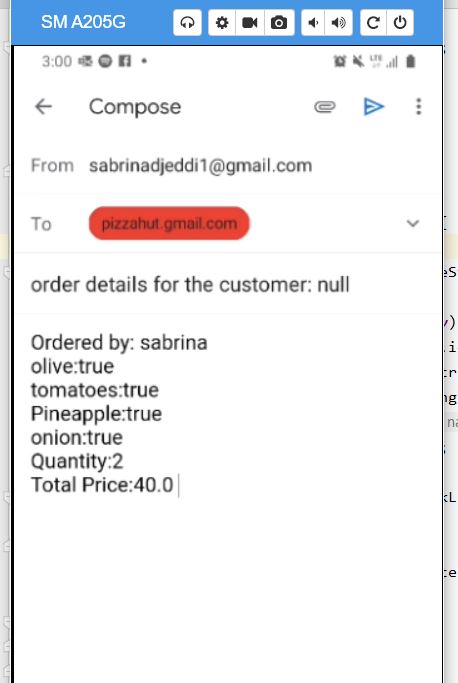 SM A205G
3:00
Compose
From sabrinadjeddi1@gmail.com
To pizzahut.gmail.com
order details for the customer: null
Ordered by: sabrina
olive:true
tomatoes:true
Pineapple:true
onion:true
Quantity:2
Total Price:40.0